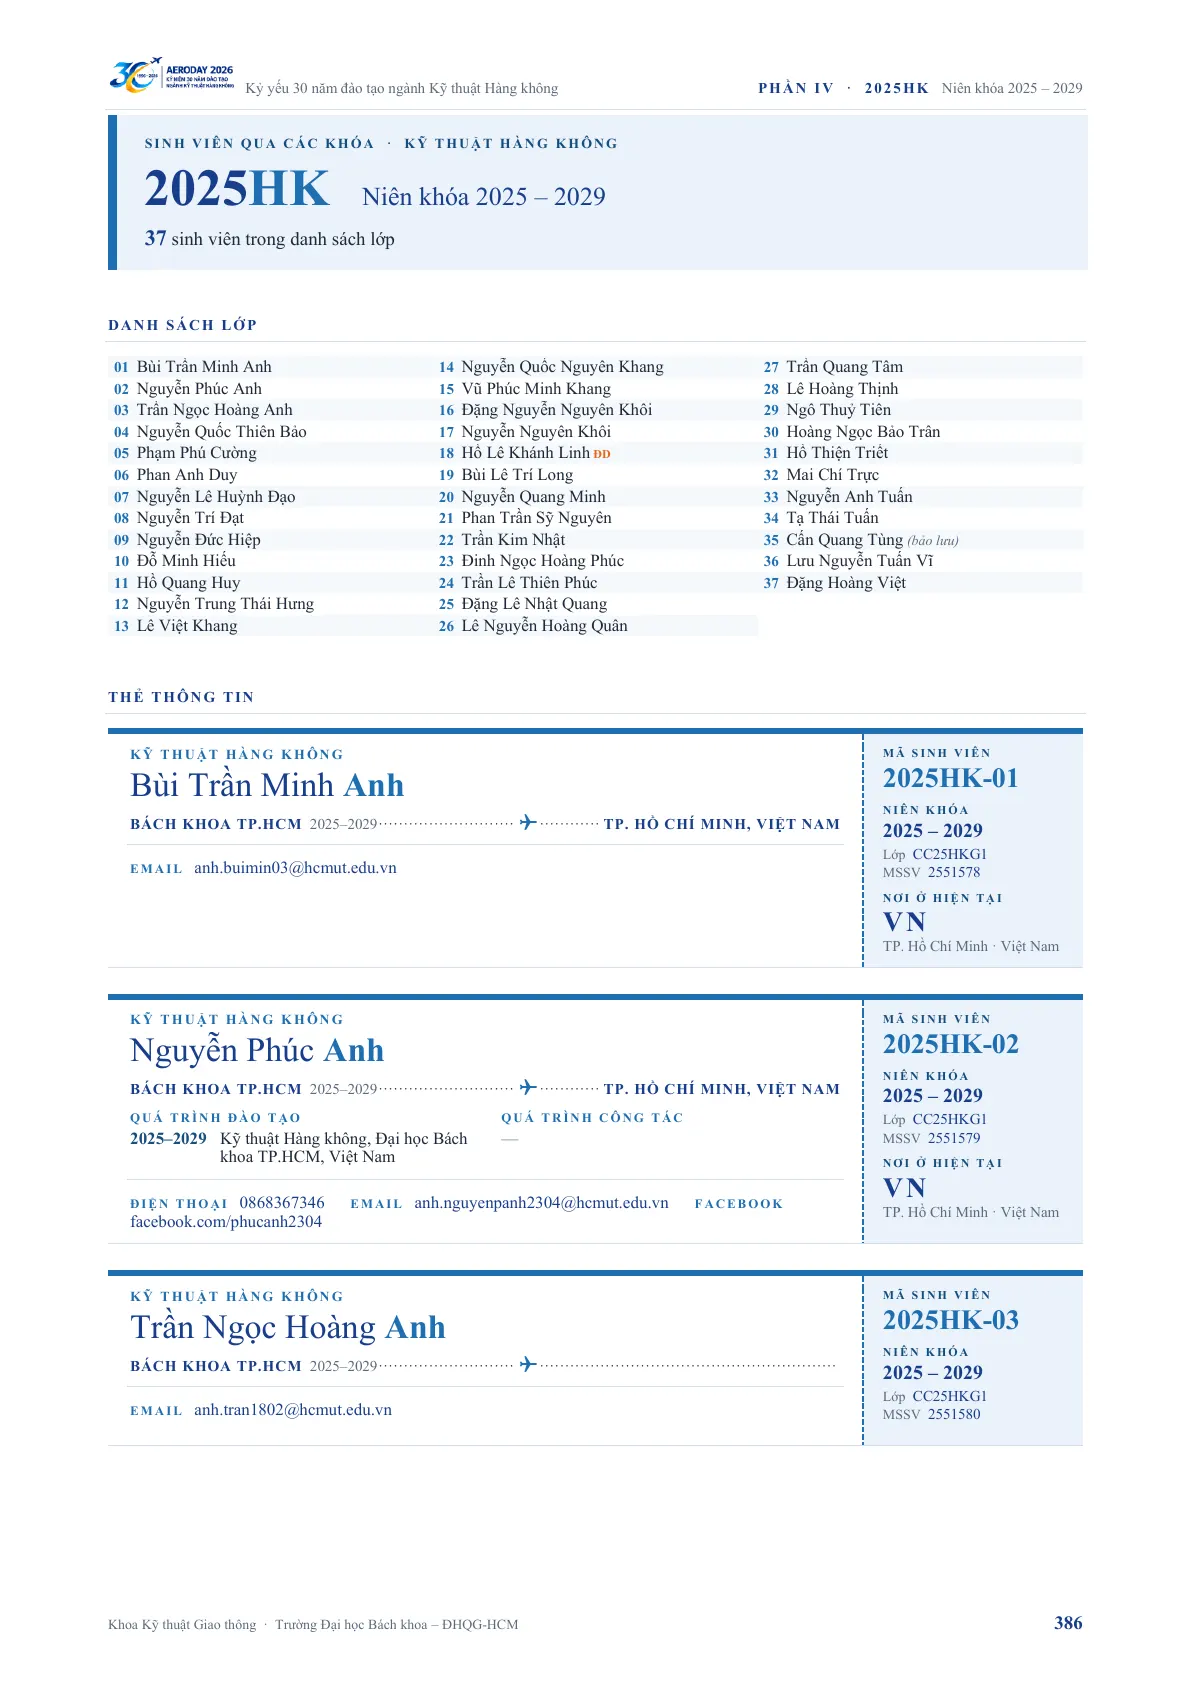 30
1996 - 2026
AERODAY 2026
KỶ NIỆM 30 NĂM ĐÀO TẠO
NGÀNH KỸ THUẬT HÀNG KHÔNG
Kỷ yếu 30 năm đào tạo ngành Kỹ thuật Hàng không
PHẦN IV · 2025HK Niên khóa 2025 – 2029
SINH VIÊN QUA CÁC KHÓA · KỸ THUẬT HÀNG KHÔNG
2025HK Niên khóa 2025 – 2029
37 sinh viên trong danh sách lớp
DANH SÁCH LỚP
01 Bùi Trần Minh Anh
02 Nguyễn Phúc Anh
03 Trần Ngọc Hoàng Anh
04 Nguyễn Quốc Thiên Bảo
05 Phạm Phú Cường
06 Phan Anh Duy
07 Nguyễn Lê Huỳnh Đạo
08 Nguyễn Trí Đạt
09 Nguyễn Đức Hiệp
10 Đỗ Minh Hiếu
11 Hồ Quang Huy
12 Nguyễn Trung Thái Hưng
13 Lê Việt Khang
14 Nguyễn Quốc Nguyên Khang
15 Vũ Phúc Minh Khang
16 Đặng Nguyễn Nguyên Khôi
17 Nguyễn Nguyên Khôi
18 Hồ Lê Khánh Linh ĐD
19 Bùi Lê Trí Long
20 Nguyễn Quang Minh
21 Phan Trần Sỹ Nguyên
22 Trần Kim Nhật
23 Đinh Ngọc Hoàng Phúc
24 Trần Lê Thiên Phúc
25 Đặng Lê Nhật Quang
26 Lê Nguyễn Hoàng Quân
27 Trần Quang Tâm
28 Lê Hoàng Thịnh
29 Ngô Thuỷ Tiên
30 Hoàng Ngọc Bảo Trân
31 Hồ Thiện Triết
32 Mai Chí Trực
33 Nguyễn Anh Tuấn
34 Tạ Thái Tuấn
35 Cấn Quang Tùng (bảo lưu)
36 Lưu Nguyễn Tuấn Vĩ
37 Đặng Hoàng Việt
THẺ THÔNG TIN
KỸ THUẬT HÀNG KHÔNG
Bùi Trần Minh Anh
BÁCH KHOA TP.HCM 2025–2029 TP. HỒ CHÍ MINH, VIỆT NAM
EMAIL anh.buimin03@hcmut.edu.vn
MÃ SINH VIÊN
2025HK-01
NIÊN KHÓA
2025 – 2029
Lớp CC25HKG1
MSSV 2551578
NƠI Ở HIỆN TẠI
VN
TP. Hồ Chí Minh · Việt Nam
KỸ THUẬT HÀNG KHÔNG
Nguyễn Phúc Anh
BÁCH KHOA TP.HCM 2025–2029 TP. HỒ CHÍ MINH, VIỆT NAM
QUÁ TRÌNH ĐÀO TẠO
2025–2029 Kỹ thuật Hàng không, Đại học Bách
khoa TP.HCM, Việt Nam
QUÁ TRÌNH CÔNG TÁC
—
ĐIỆN THOẠI 0868367346 EMAIL anh.nguyenpanh2304@hcmut.edu.vn FACEBOOK
facebook.com/phucanh2304
MÃ SINH VIÊN
2025HK-02
NIÊN KHÓA
2025 – 2029
Lớp CC25HKG1
MSSV 2551579
NƠI Ở HIỆN TẠI
VN
TP. Hồ Chí Minh · Việt Nam
KỸ THUẬT HÀNG KHÔNG
Trần Ngọc Hoàng Anh
BÁCH KHOA TP.HCM 2025–2029
EMAIL anh.tran1802@hcmut.edu.vn
MÃ SINH VIÊN
2025HK-03
NIÊN KHÓA
2025 – 2029
Lớp CC25HKG1
MSSV 2551580
Khoa Kỹ thuật Giao thông · Trường Đại học Bách khoa – ĐHQG-HCM
386